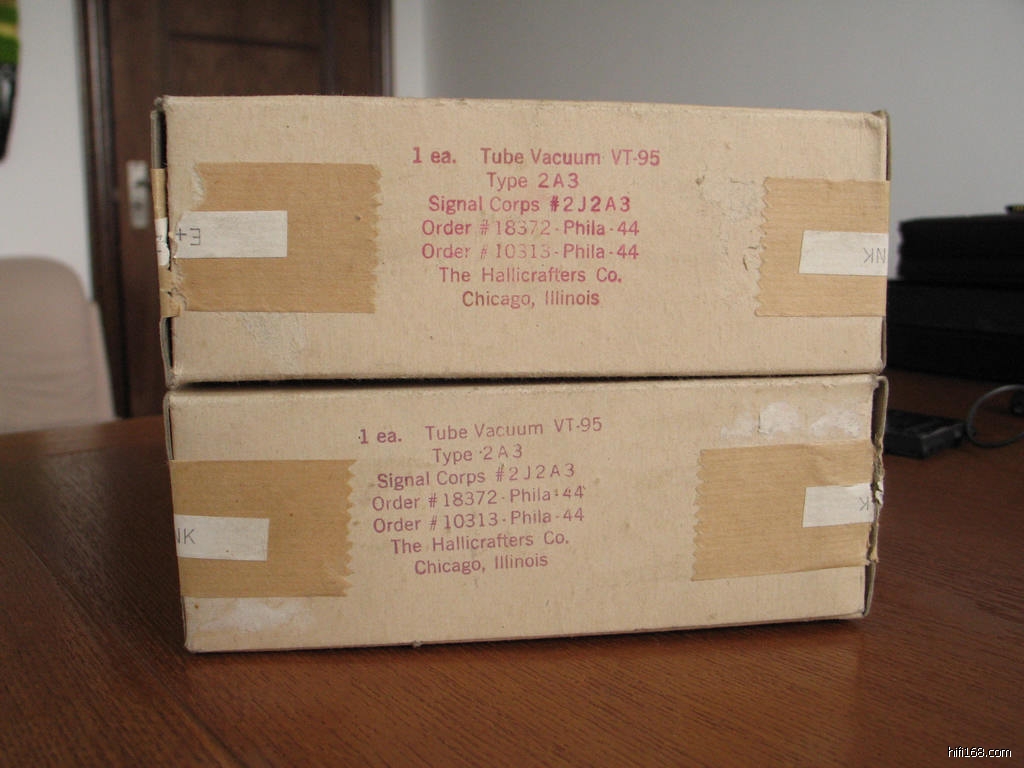 1 ea. Tube Vacuum VT-95
Type 2A3
Signal Corps #2J2A3
Order #18372-Phila-44
Order #10313-Phila-44
The Hallicrafters Co.
Chicago, Illinois
E+
NK
1 ea. Tube Vacuum VT-95
Type 2A3
Signal Corps #2J2A3
Order #18372-Phila-44
Order #10313-Phila-44
The Hallicrafters Co.
Chicago, Illinois
NK
K
hifi168.com